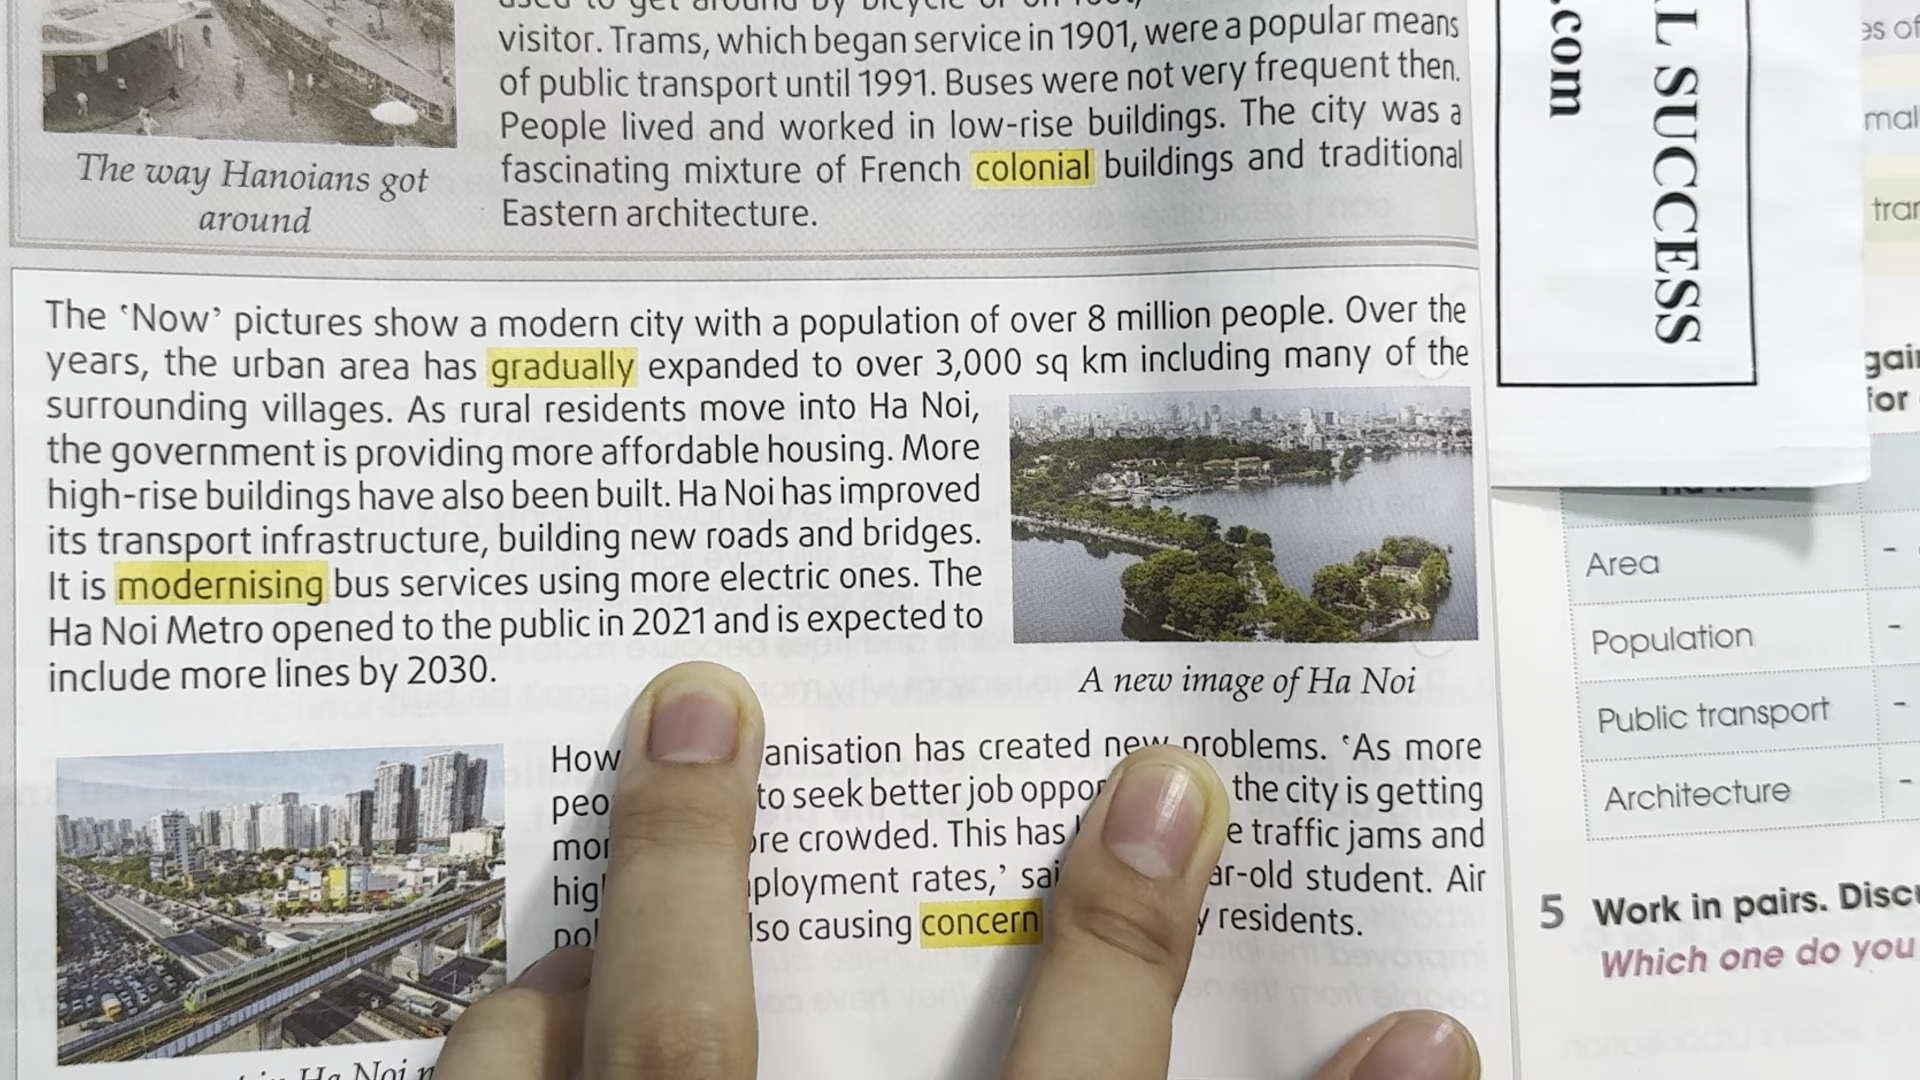 visitor. Trams, which began service in 1901, were a popular means
of public transport until 1991. Buses were not very frequent then.
People lived and worked in low-rise buildings. The city was a
fascinating mixture of French colonial buildings and traditional
Eastern architecture.
The way Hanoians got
around
The ‘Now’ pictures show a modern city with a population of over 8 million people. Over the
years, the urban area has gradually expanded to over 3,000 sq km including many of the
surrounding villages. As rural residents move into Ha Noi,
the government is providing more affordable housing. More
high-rise buildings have also been built. Ha Noi has improved
its transport infrastructure, building new roads and bridges.
It is modernising bus services using more electric ones. The
Ha Noi Metro opened to the public in 2021 and is expected to
include more lines by 2030.
A new image of Ha Noi
has created new problems. ‘As more
to seek better job the city is getting
crowded. This has traffic jams and
rates,’ student. Air
causing concern residents.
Ha Noi
.com
SUCCESS
Area
Population
Public transport
Architecture
5 Work in pairs.
Which one do you